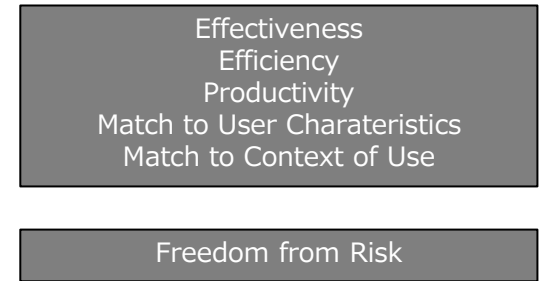 Effectiveness
Efficiency
Productivity
Match to User Charateristics
Match to Context of Use
Freedom from Risk